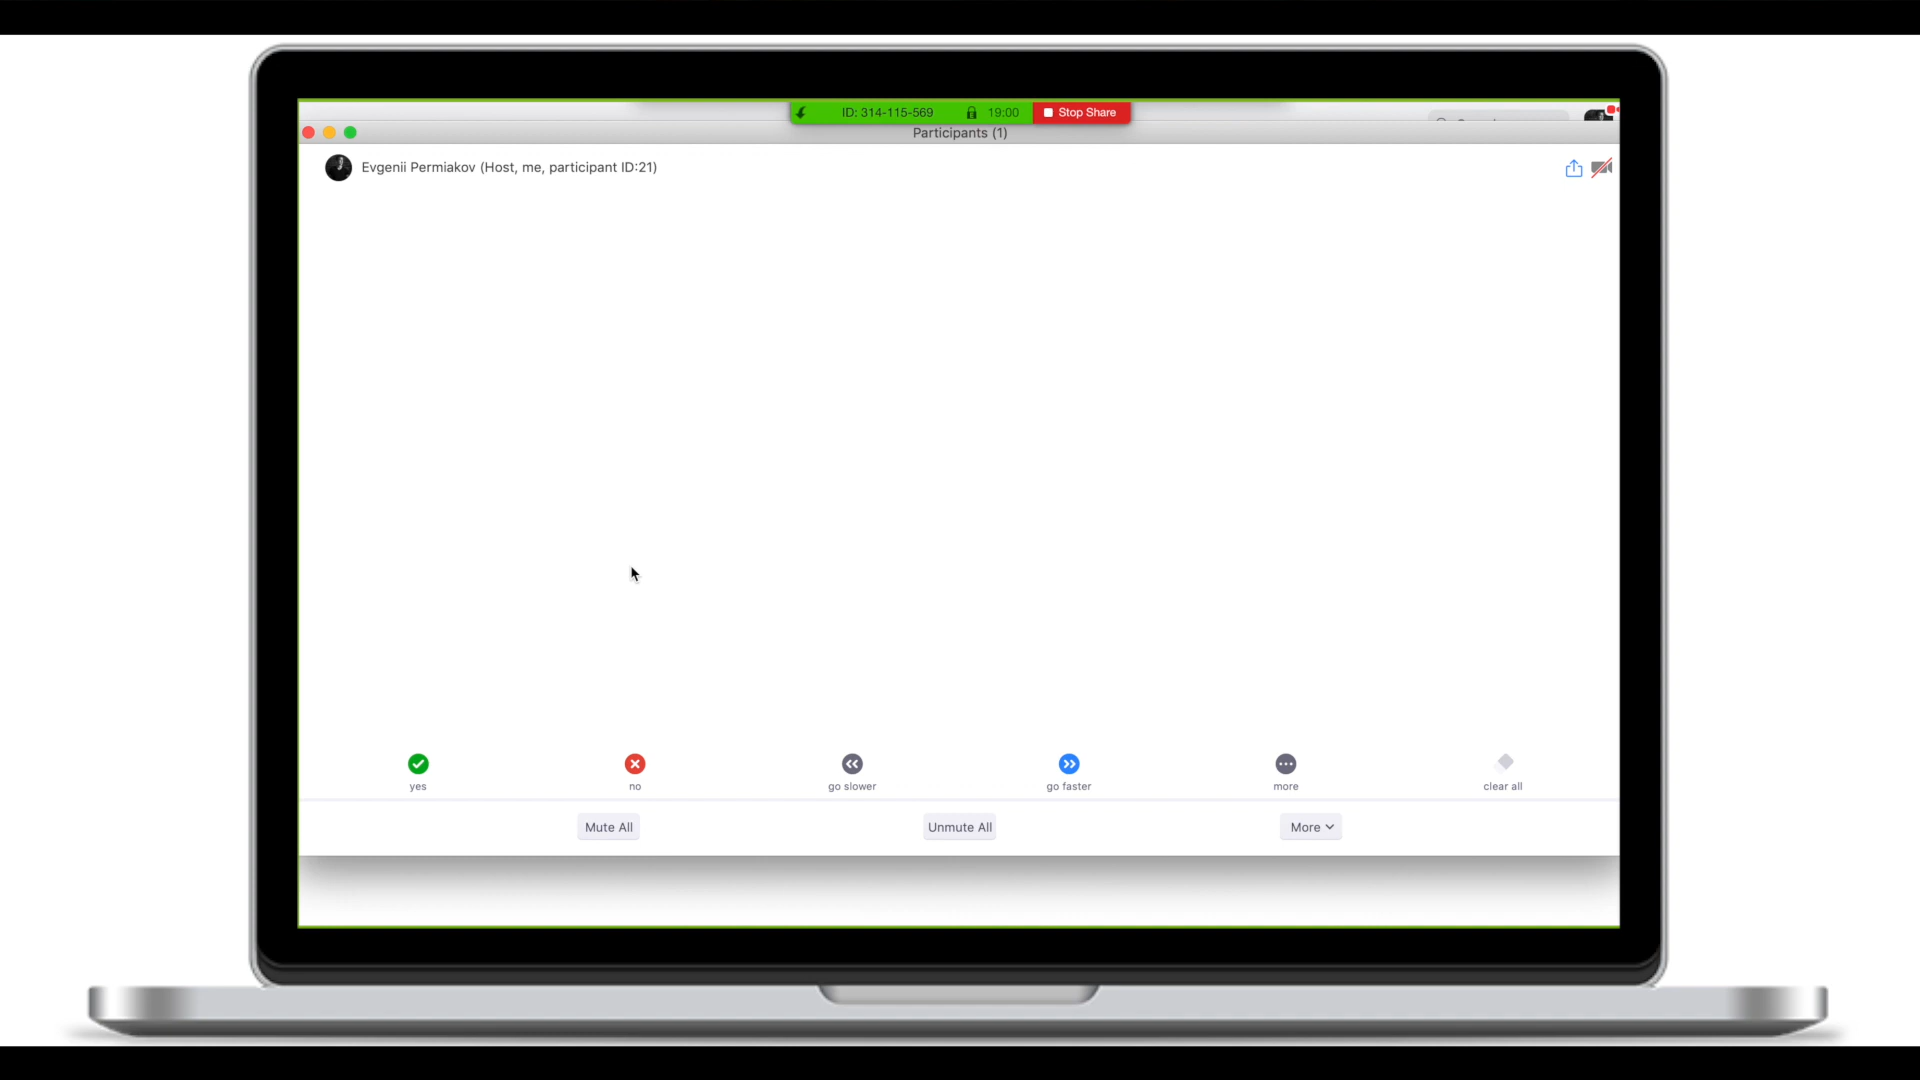 ID: 314-115-569 19:00 Stop Share
Participants (1)
Evgenii Permiakov (Host, me, participant ID:21)
yes no go slower go faster more clear all
Mute All Unmute All More